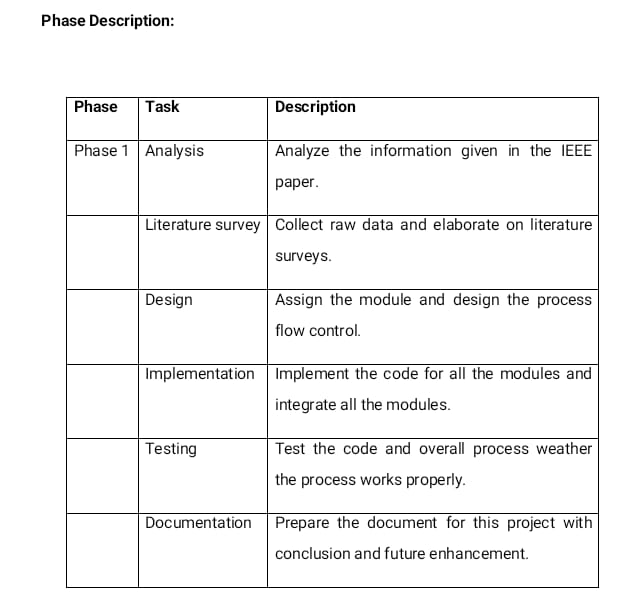 Phase Description:
Phase Task Description
Phase 1 Analysis Analyze the information given in the IEEE
paper.
Literature survey Collect raw data and elaborate on literature
surveys.
Design Assign the module and design the process
flow control.
Implementation Implement the code for all the modules and
integrate all the modules.
Testing Test the code and overall process weather
the process works properly.
Documentation Prepare the document for this project with
conclusion and future enhancement.